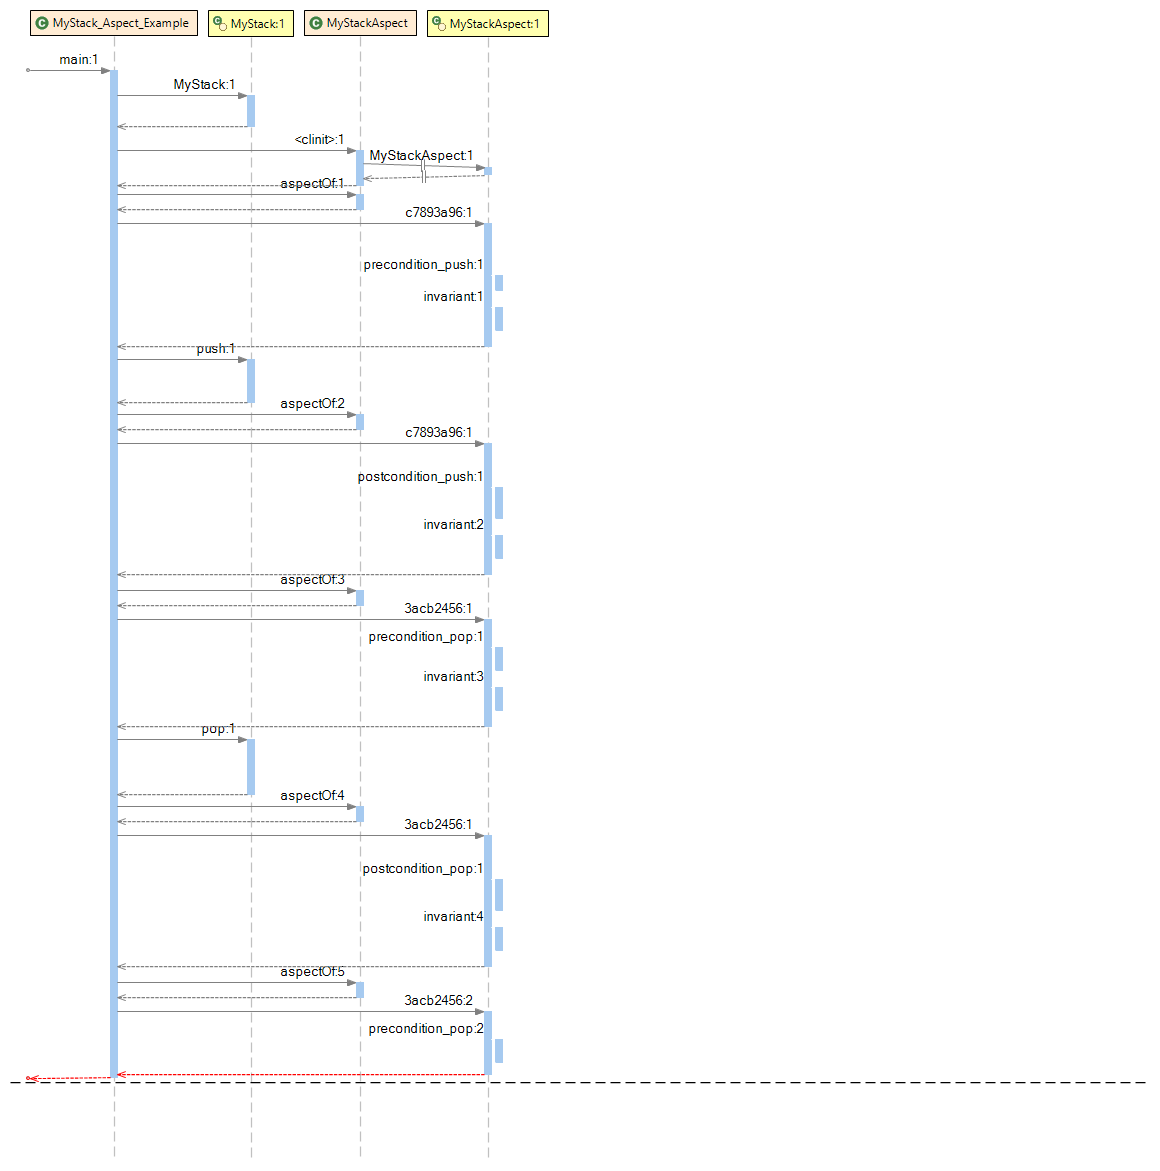 MyStack_Aspect_Example MyStack:1 MyStackAspect MyStackAspect:1
main:1
MyStack:1
<clinit>:1
MyStackAspect:1
aspectOf:1
c7893a96:1
precondition_push:1
invariant:1
push:1
aspectOf:2
c7893a96:1
postcondition_push:1
invariant:2
aspectOf:3
3acb2456:1
precondition_pop:1
invariant:3
pop:1
aspectOf:4
3acb2456:1
postcondition_pop:1
invariant:4
aspectOf:5
3acb2456:2
precondition_pop:2